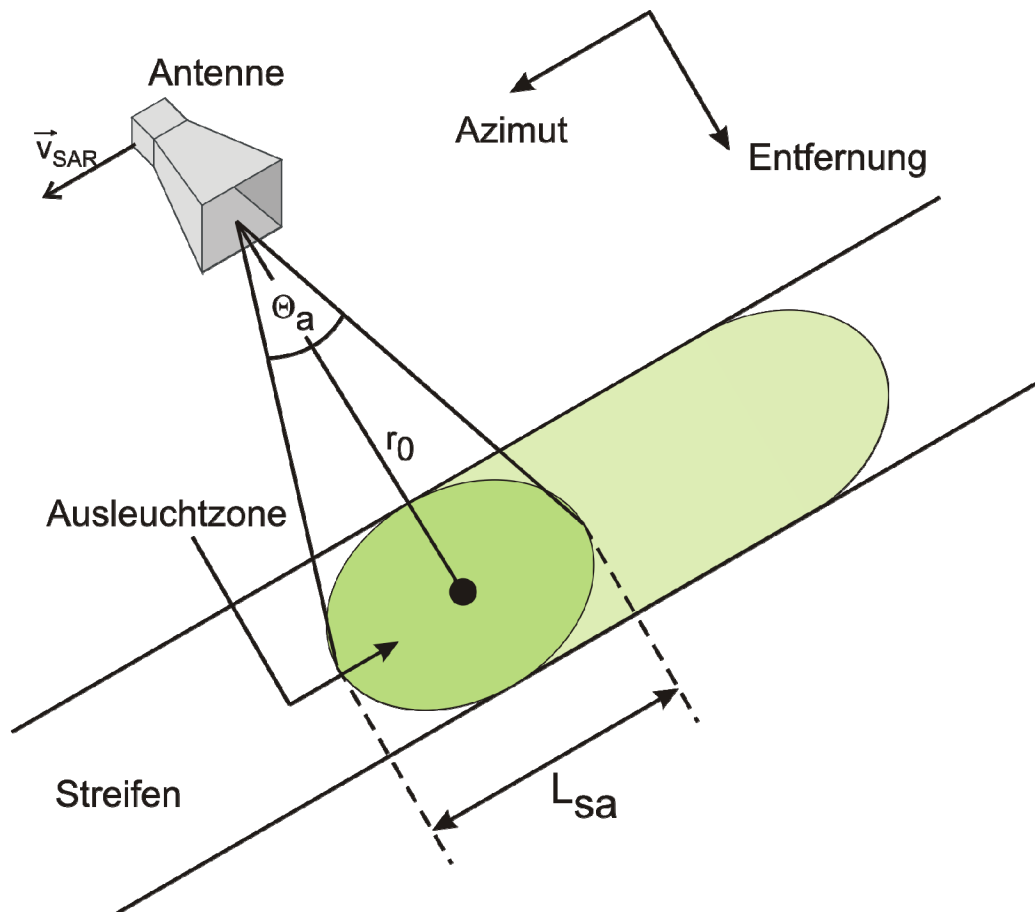 Antenne
v⃗SAR
Azimut
Entfernung
Θa
r0
Ausleuchtzone
Streifen
Lsa